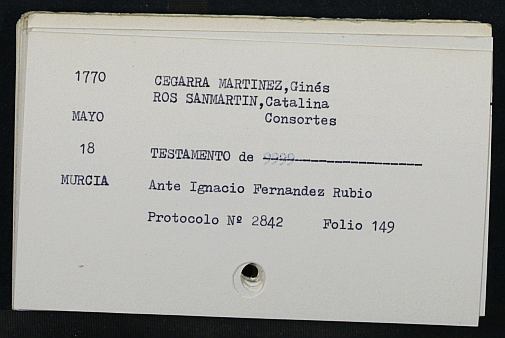 1770 CEGARRA MARTINEZ,Ginés
ROS SANMARTIN,Catalina
MAYO Consortes
18 TESTAMENTO de 9999--------------------
MURCIA Ante Ignacio Fernandez Rubio
Protocolo Nº 2842 Folio 149